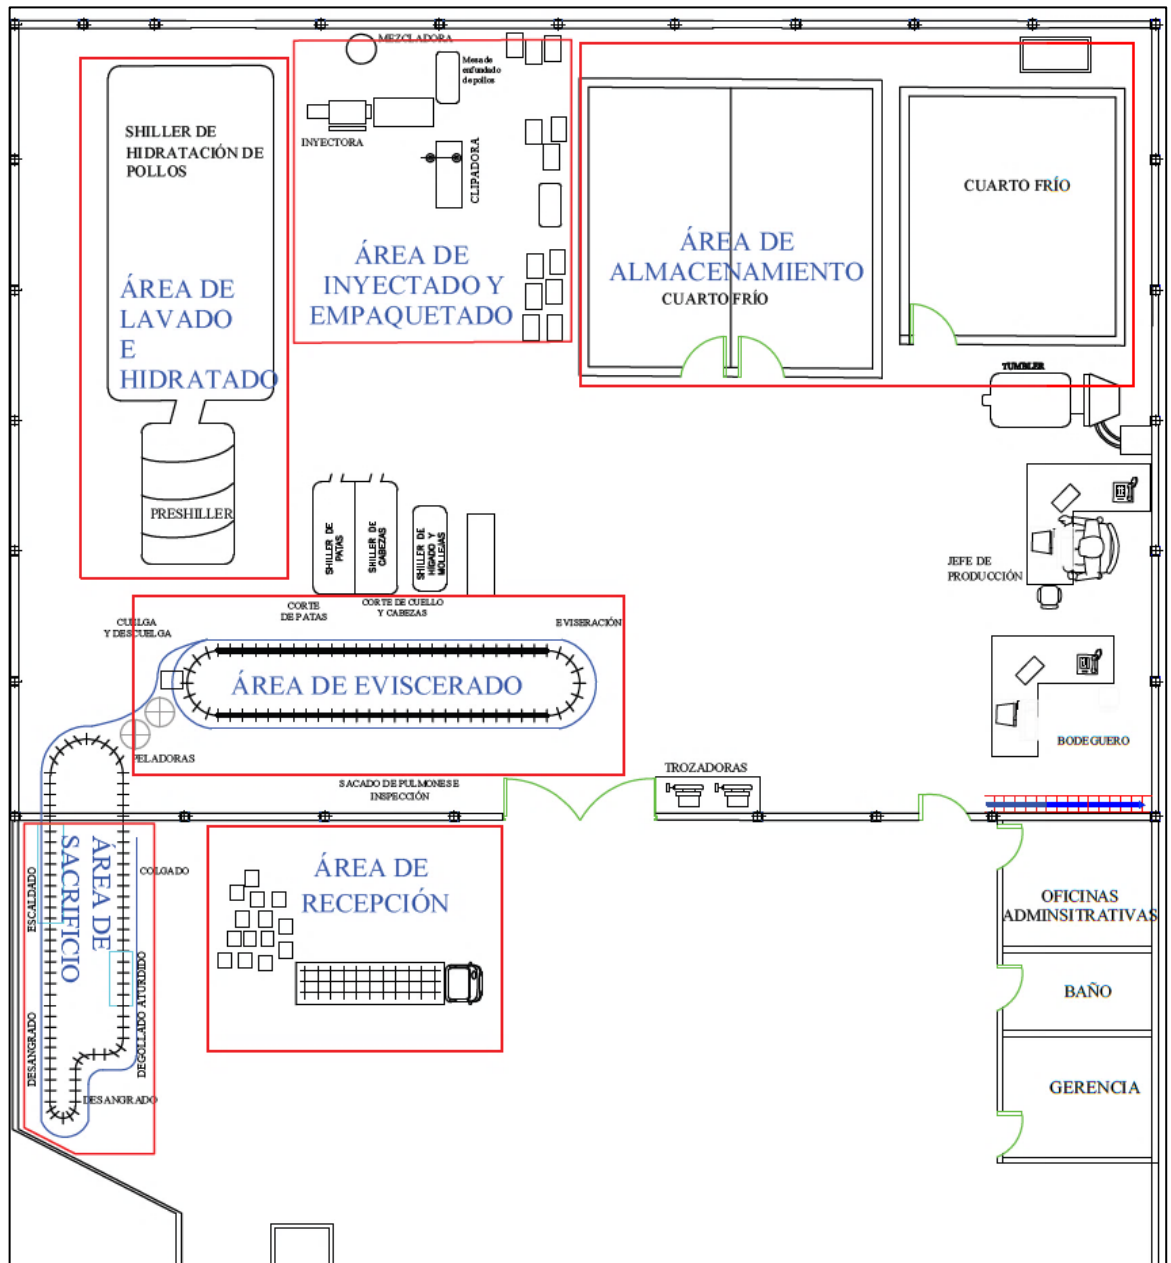 MEZCLADORA
Mesa de
enfundado
de pollos
INYECTORA
CLIPADORA
SHILLER DE
HIDRATACIÓN DE
POLLOS
ÁREA DE
LAVADO
E
HIDRATADO
PRESHILLER
ÁREA DE
INYECTADO Y
EMPAQUETADO
ÁREA DE
ALMACENAMIENTO
CUARTO FRÍO
CUARTO FRÍO
TUMBLER
JEFE DE
PRODUCCIÓN
BODEGUERO
SHILLER DE
PATAS
SHILLER DE
CABEZAS
SHILLER DE
HIGADO Y
MOLLEJAS
CORTE
DE PATAS
CORTE DE CUELLO
Y CABEZAS
EVISERACIÓN
CUELGA
Y DESCUELGA
ÁREA DE EVISCERADO
PELADORAS
SACADO DE PULMONES E
INSPECCIÓN
TROZADORAS
ÁREA DE
SACRIFICIO
ESCALDADO
COLGADO
DESANGRADO
DEGOLLADO ATURDIDO
DESANGRADO
ÁREA DE
RECEPCIÓN
OFICINAS
ADMINSITRATIVAS
BAÑO
GERENCIA